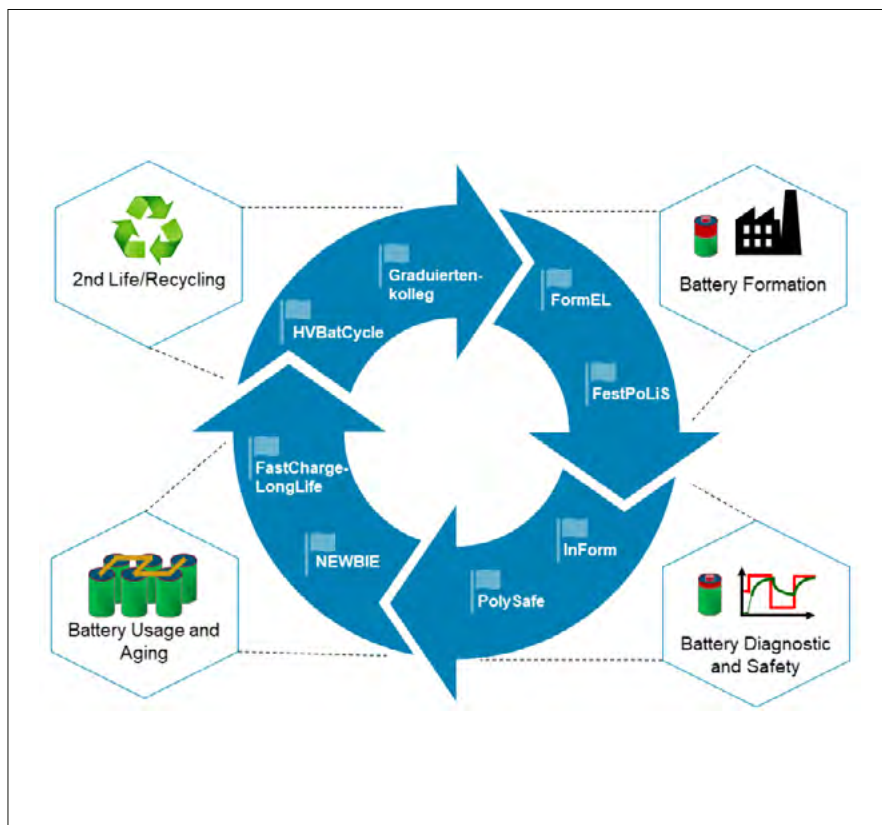 2nd Life/Recycling
Battery Formation
Graduierten-
kolleg
HVBatCycle
FormEL
FestPoLiS
FastCharge-
LongLife
NEWBIE
InForm
PolySafe
Battery Usage and
Aging
Battery Diagnostic
and Safety